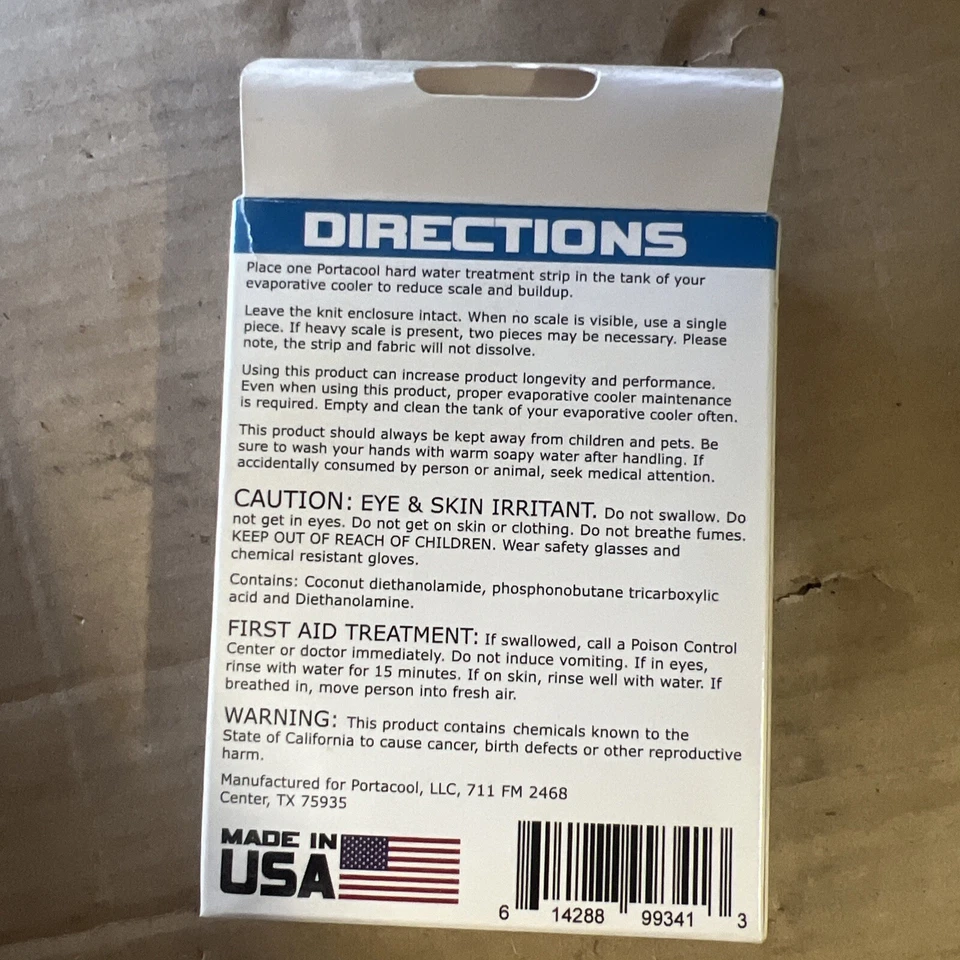 DIRECTIONS
Place one Portacool hard water treatment strip in the tank of your
evaporative cooler to reduce scale and buildup.
Leave the knit enclosure intact. When no scale is visible, use a single
piece. If heavy scale is present, two pieces may be necessary. Please
note, the strip and fabric will not dissolve.
Using this product can increase product longevity and performance.
Even when using this product, proper evaporative cooler maintenance
is required. Empty and clean the tank of your evaporative cooler often.
This product should always be kept away from children and pets. Be
sure to wash your hands with warm soapy water after handling. If
accidentally consumed by person or animal, seek medical attention.
CAUTION: EYE & SKIN IRRITANT. Do not swallow. Do
not get in eyes. Do not get on skin or clothing. Do not breathe fumes.
KEEP OUT OF REACH OF CHILDREN. Wear safety glasses and
chemical resistant gloves.
Contains: Coconut diethanolamide, phosphonobutane tricarboxylic
acid and Diethanolamine.
FIRST AID TREATMENT: If swallowed, call a Poison Control
Center or doctor immediately. Do not induce vomiting. If in eyes,
rinse with water for 15 minutes. If on skin, rinse well with water. If
breathed in, move person into fresh air.
WARNING: This product contains chemicals known to the
State of California to cause cancer, birth defects or other reproductive
harm.
Manufactured for Portacool, LLC, 711 FM 2468
Center, TX 75935
MADE IN
USA
6 14288 99341 3